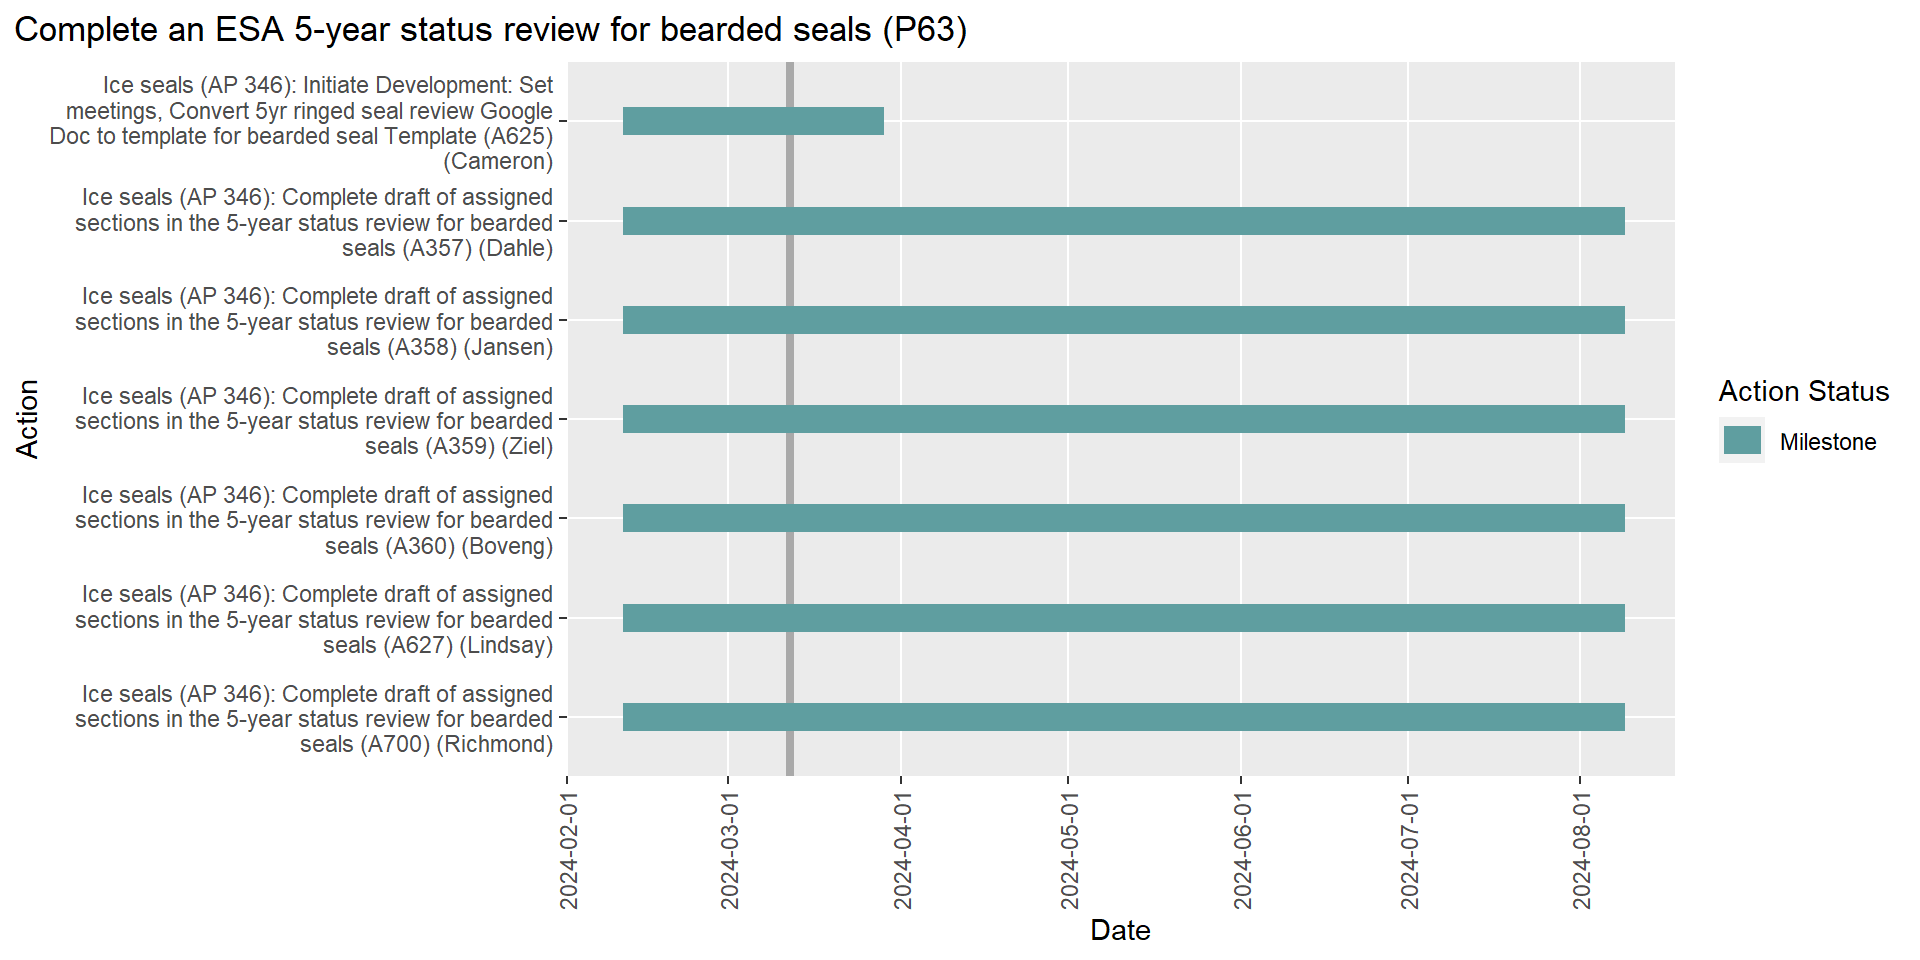 Complete an ESA 5-year status review for bearded seals (P63)
Ice seals (AP 346): Initiate Development: Set
meetings, Convert 5yr ringed seal review Google
Doc to template for bearded seal Template (A625)
(Cameron)
Ice seals (AP 346): Complete draft of assigned
sections in the 5-year status review for bearded
seals (A357) (Dahle)
Ice seals (AP 346): Complete draft of assigned
sections in the 5-year status review for bearded
seals (A358) (Jansen)
Ice seals (AP 346): Complete draft of assigned
sections in the 5-year status review for bearded
seals (A359) (Ziel)
Ice seals (AP 346): Complete draft of assigned
sections in the 5-year status review for bearded
seals (A360) (Boveng)
Ice seals (AP 346): Complete draft of assigned
sections in the 5-year status review for bearded
seals (A627) (Lindsay)
Ice seals (AP 346): Complete draft of assigned
sections in the 5-year status review for bearded
seals (A700) (Richmond)
Action
2024-02-01
2024-03-01
2024-04-01
2024-05-01
2024-06-01
2024-07-01
2024-08-01
Date
Action Status
Milestone